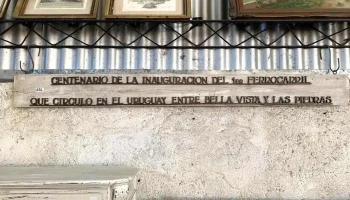 CENTENARIO DE LA INAUGURACION DEL 1er FERROCARRIL
QUE CIRCULO EN EL URUGUAY ENTRE BELLA VISTA Y LAS PIEDRAS